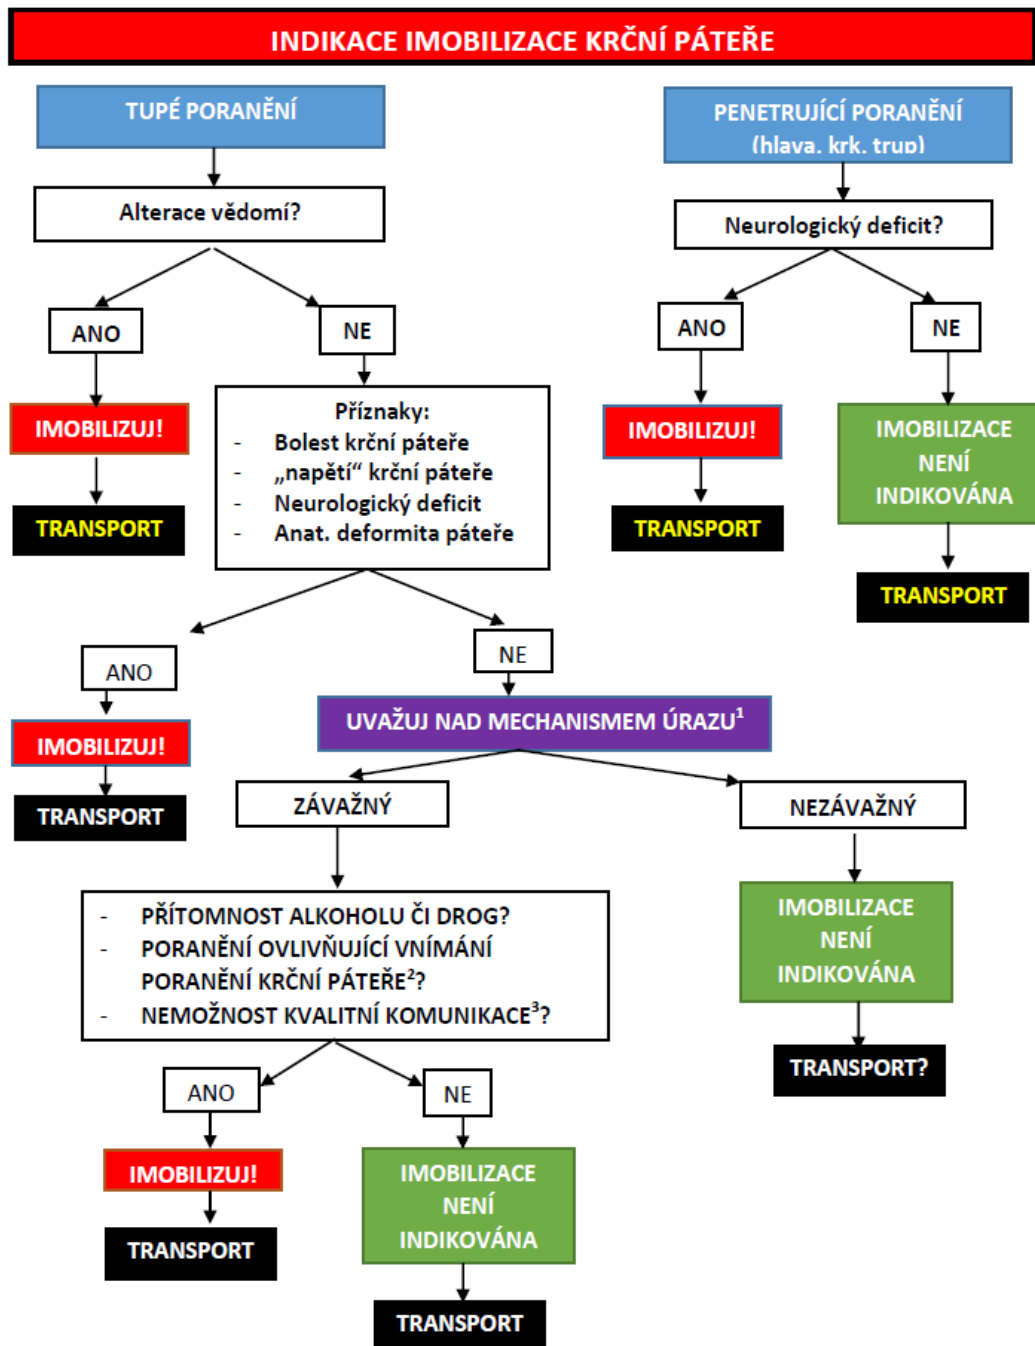 INDIKACE IMOBILIZACE KRČNÍ PÁTEŘE
TUPÉ PORANĚNÍ
Alterace vědomí?
ANO
NE
IMOBILIZUJ!
TRANSPORT
Příznaky:
- Bolest krční páteře
- „napětí“ krční páteře
- Neurologický deficit
- Anat. deformita páteře
ANO
NE
IMOBILIZUJ!
TRANSPORT
UVAŽUJ NAD MECHANISMEM ÚRAZU¹
ZÁVAŽNÝ
NEZÁVAŽNÝ
- PŘÍTOMNOST ALKOHOLU ČI DROG?
- PORANĚNÍ OVLIVŇUJÍCÍ VNÍMÁNÍ
PORANĚNÍ KRČNÍ PÁTEŘE²?
- NEMOŽNOST KVALITNÍ KOMUNIKACE³?
ANO
NE
IMOBILIZUJ!
TRANSPORT
IMOBILIZACE
NENÍ
INDIKOVÁNA
TRANSPORT
IMOBILIZACE
NENÍ
INDIKOVÁNA
TRANSPORT?
PENETRUJÍCÍ PORANĚNÍ
(hlava, krk, trup)
Neurologický deficit?
ANO
NE
IMOBILIZUJ!
TRANSPORT
IMOBILIZACE
NENÍ
INDIKOVÁNA
TRANSPORT